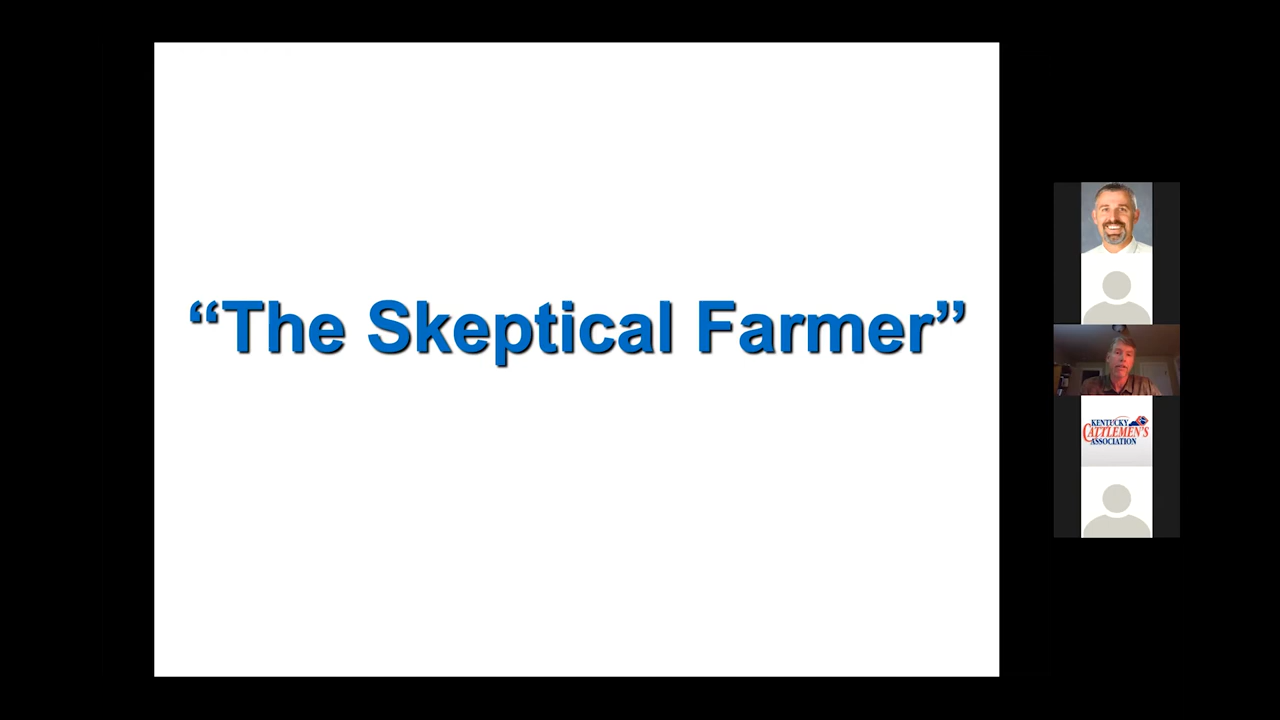 “The Skeptical Farmer”
KENTUCKY
CATTLEMEN'S
ASSOCIATION